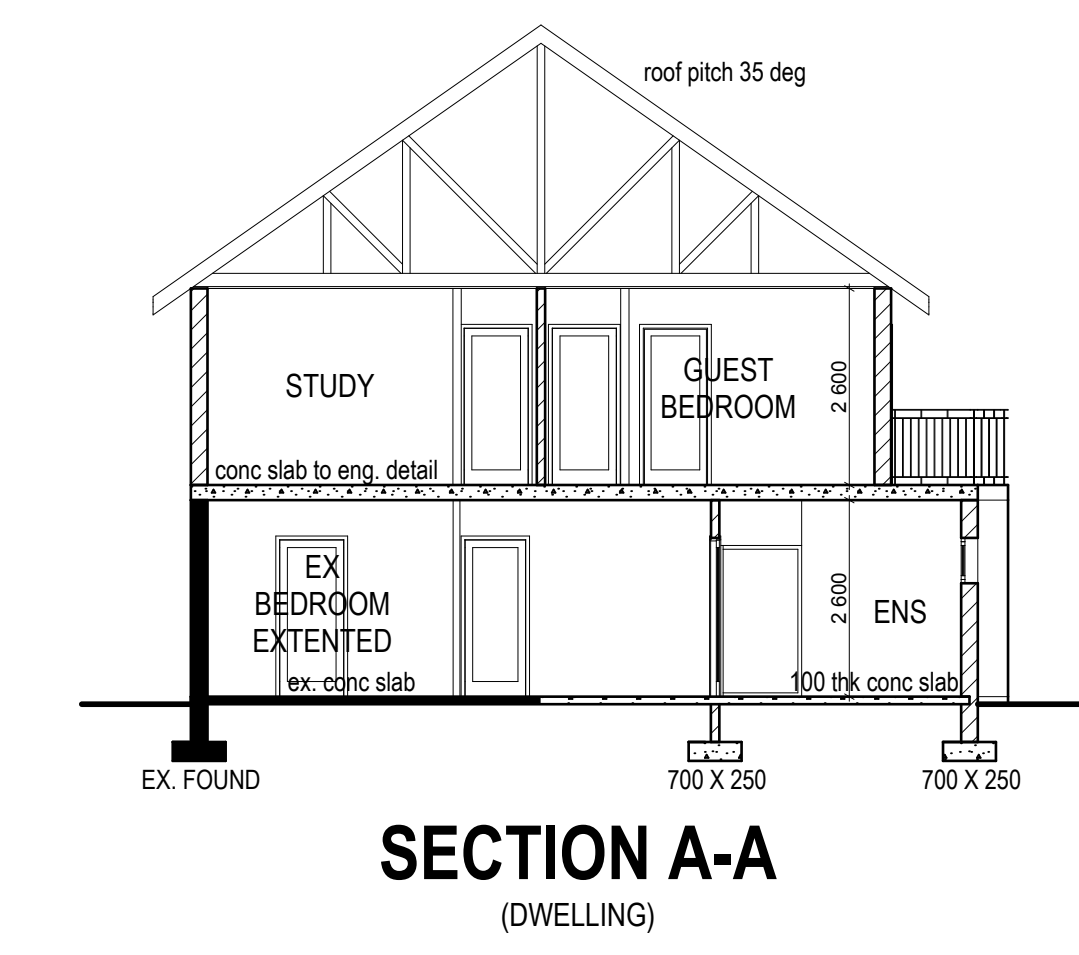 roof pitch 35 deg
STUDY
GUEST
BEDROOM
2 600
conc slab to eng. detail
EX
BEDROOM
EXTENTED
2 600
ENS
ex. conc slab
100 thk conc slab
EX. FOUND
700 X 250
700 X 250
SECTION A-A
(DWELLING)